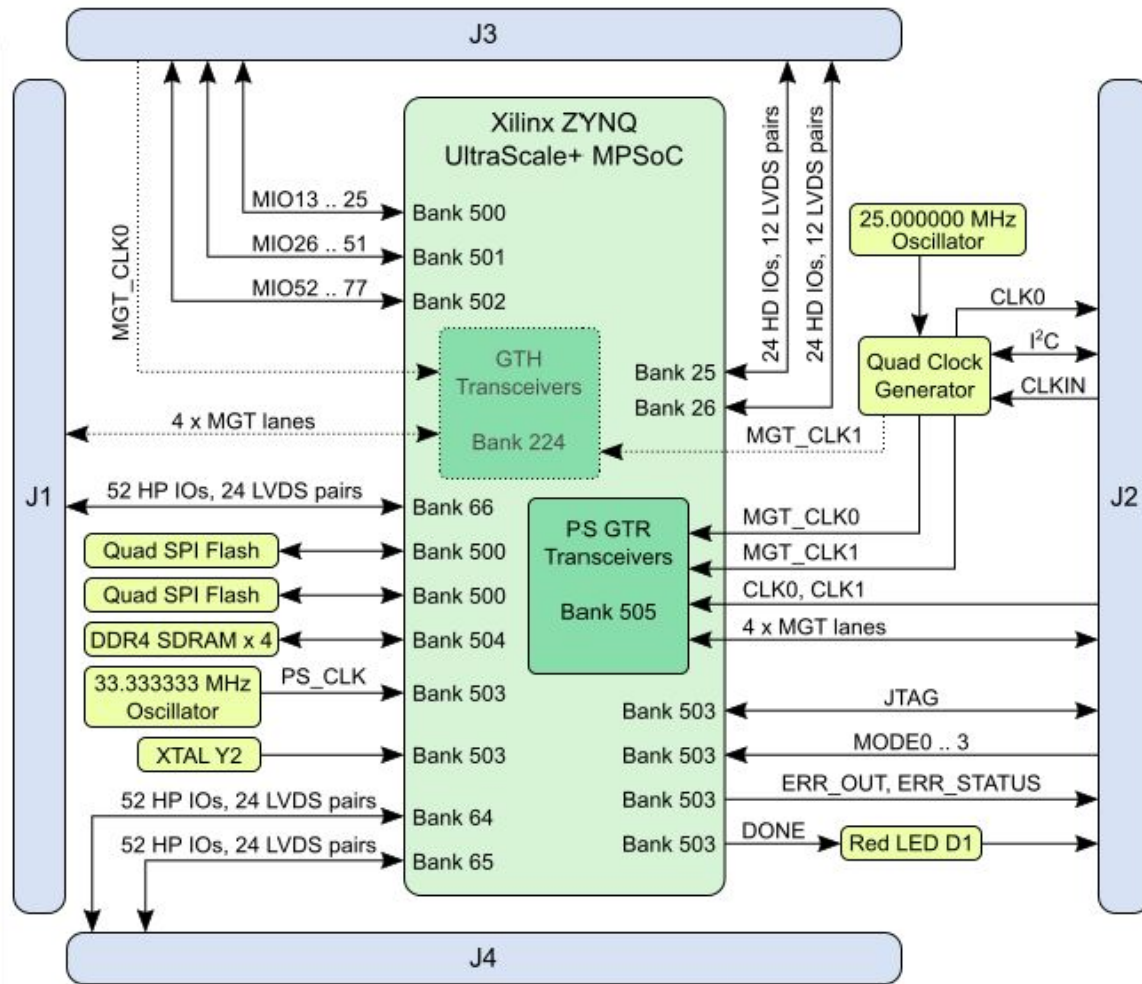 J3
Xilinx ZYNQ
UltraScale+ MPSoC
MIO13 .. 25
Bank 500
MIO26 .. 51
Bank 501
MIO52 .. 77
Bank 502
MGT_CLK0
24 HD IOs, 12 LVDS pairs
24 HD IOs, 12 LVDS pairs
25.000000 MHz
Oscillator
CLK0
I²C
CLKIN
Quad Clock
Generator
GTH
Transceivers
Bank 224
Bank 25
Bank 26
4 x MGT lanes
MGT_CLK1
J1
J2
52 HP IOs, 24 LVDS pairs
Bank 66
Quad SPI Flash
Bank 500
Quad SPI Flash
Bank 500
DDR4 SDRAM x 4
Bank 504
33.333333 MHz
Oscillator
PS_CLK
Bank 503
XTAL Y2
Bank 503
52 HP IOs, 24 LVDS pairs
Bank 64
52 HP IOs, 24 LVDS pairs
Bank 65
PS GTR
Transceivers
Bank 505
MGT_CLK0
MGT_CLK1
CLK0, CLK1
4 x MGT lanes
Bank 503
JTAG
Bank 503
MODE0 .. 3
Bank 503
ERR_OUT, ERR_STATUS
Bank 503
DONE
Red LED D1
J4